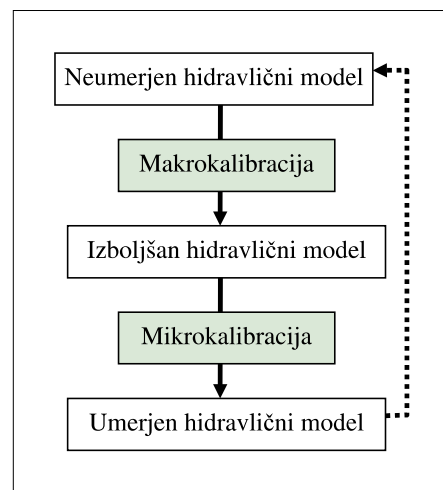 Neumerjen hidravlični model
Makrokalibracija
Izboljšan hidravlični model
Mikrokalibracija
Umerjen hidravlični model